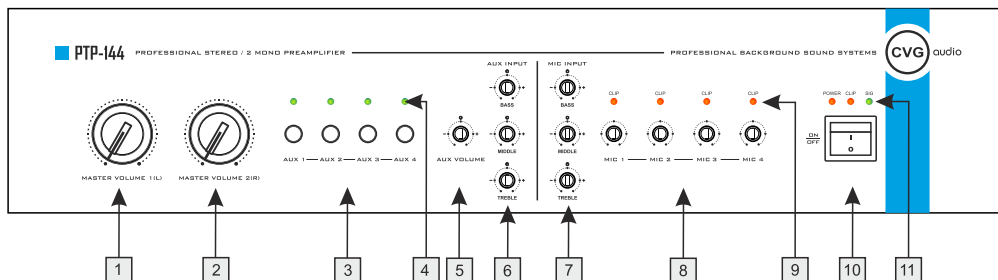 PTP-144 PROFESSIONAL STEREO / 2 MONO PREAMPLIFIER PROFESSIONAL BACKGROUND SOUND SYSTEMS CVG audio
AUX INPUT MIC INPUT
BASS BASS
CLIP CLIP CLIP CLIP
POWER CLIP SIG
MIDDLE MIDDLE
ON
OFF
I
O
AUX 1 AUX 2 AUX 3 AUX 4 AUX VOLUME
MIC 1 MIC 2 MIC 3 MIC 4
MASTER VOLUME 1(L) MASTER VOLUME 2(R)
TREBLE TREBLE
1 2 3 4 5 6 7 8 9 10 11